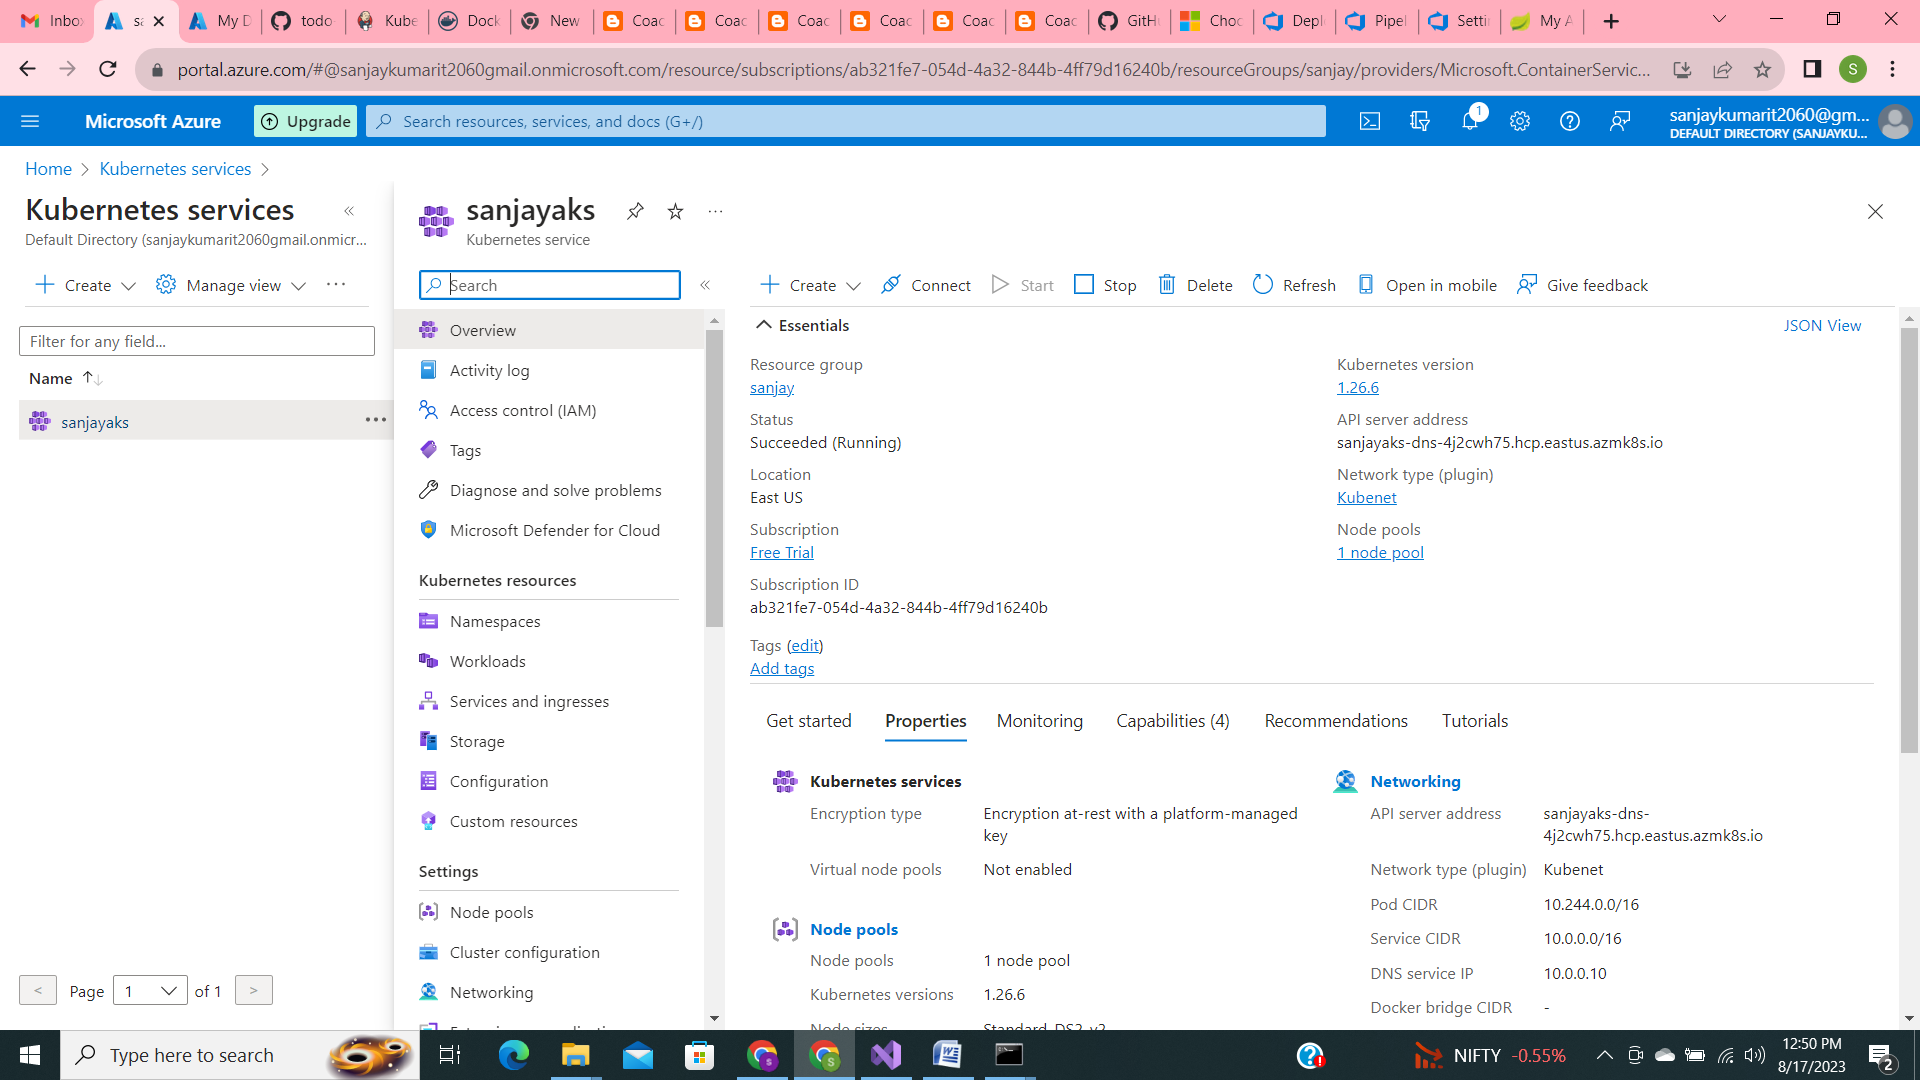 Inbo
sa
My D
todo
Kube
Dock
New
Coac
Coac
Coac
Coac
Coac
Coac
GitH
Choc
Depl
Pipel
Settin
My A
portal.azure.com/#@sanjaykumarit2060gmail.onmicrosoft.com/resource/subscriptions/ab321fe7-054d-4a32-844b-4ff79d16240b/resourceGroups/sanjay/providers/Microsoft.ContainerServic...
S
Microsoft Azure
Upgrade
Search resources, services, and docs (G+/)
1
sanjaykumarit2060@gm...
DEFAULT DIRECTORY (SANJAYKU...
Home > Kubernetes services >
Kubernetes services
Default Directory (sanjaykumarit2060gmail.onmicr...
Create
Manage view
Filter for any field...
Name
sanjayaks
< Page 1 of 1 >
sanjayaks
Kubernetes service
Search
Overview
Activity log
Access control (IAM)
Tags
Diagnose and solve problems
Microsoft Defender for Cloud
Kubernetes resources
Namespaces
Workloads
Services and ingresses
Storage
Configuration
Custom resources
Settings
Node pools
Cluster configuration
Networking
Create
Connect
Start
Stop
Delete
Refresh
Open in mobile
Give feedback
Essentials
JSON View
Resource group
sanjay
Status
Succeeded (Running)
Location
East US
Subscription
Free Trial
Subscription ID
ab321fe7-054d-4a32-844b-4ff79d16240b
Tags (edit)
Add tags
Kubernetes version
1.26.6
API server address
sanjayaks-dns-4j2cwh75.hcp.eastus.azmk8s.io
Network type (plugin)
Kubenet
Node pools
1 node pool
Get started
Properties
Monitoring
Capabilities (4)
Recommendations
Tutorials
Kubernetes services
Encryption type Encryption at-rest with a platform-managed
key
Virtual node pools Not enabled
Node pools
Node pools 1 node pool
Kubernetes versions 1.26.6
Node sizes Standard_DS2_v2
Networking
API server address sanjayaks-dns-
4j2cwh75.hcp.eastus.azmk8s.io
Network type (plugin) Kubenet
Pod CIDR 10.244.0.0/16
Service CIDR 10.0.0.0/16
DNS service IP 10.0.0.10
Docker bridge CIDR -
Type here to search
NIFTY -0.55%
12:50 PM
8/17/2023
2